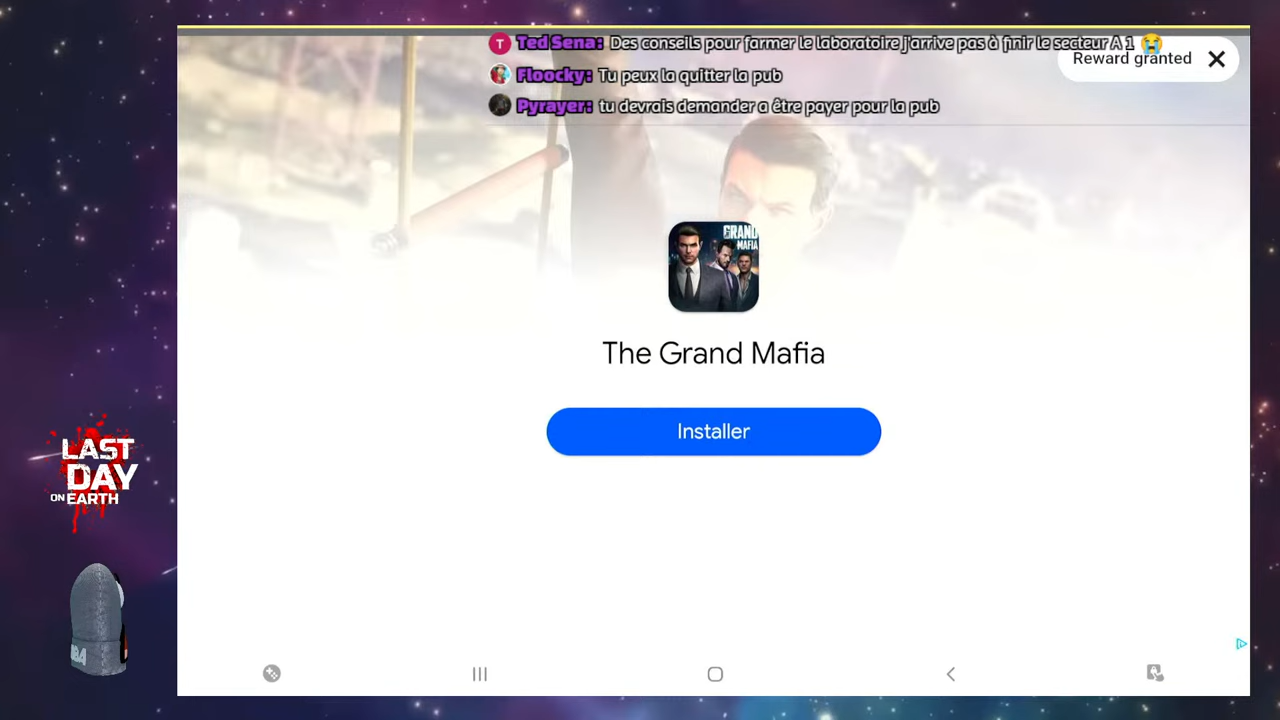 Ted Sena: Des conseils pour farmer le laboratoire j'arrive pas à finir le secteur A 1 😭
Floocky: Tu peux la quitter la pub
Reward granted
Pyrayer: tu devrais demander a être payer pour la pub
GRAND
MAFIA
The Grand Mafia
Installer
LAST
DAY
ON EARTH